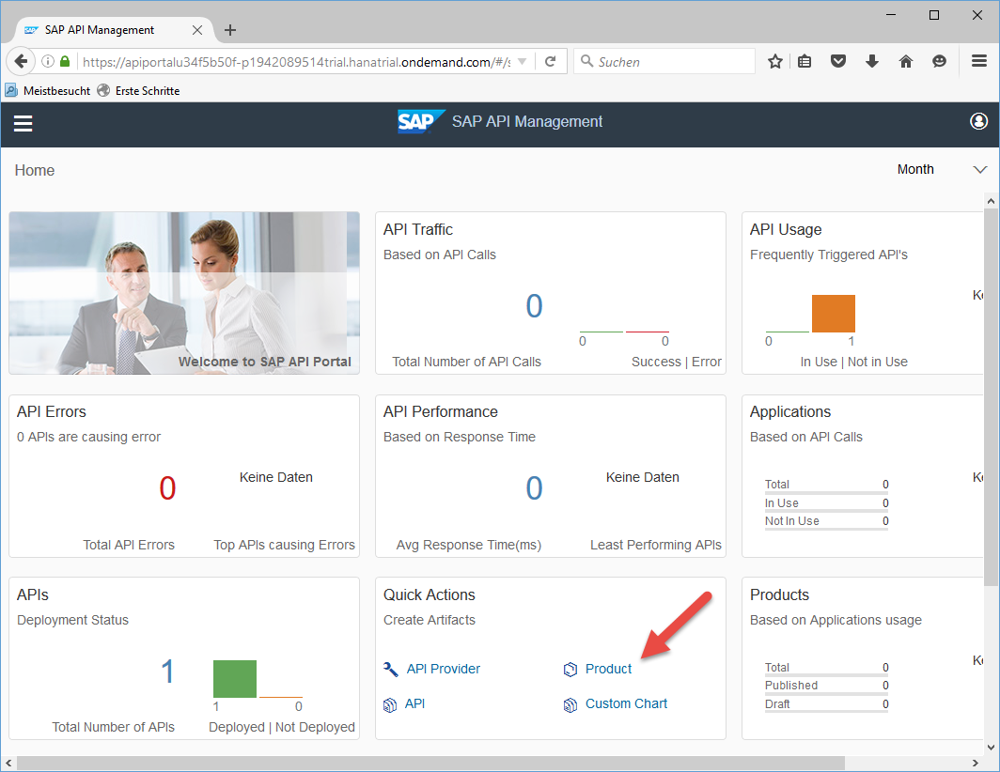 SAP API Management
https://apiportalu34f5b50f-p1942089514trial.hanatrial.ondemand.com/#/s
Suchen
Meistbesucht
Erste Schritte
SAP
SAP API Management
Home
Month
Welcome to SAP API Portal
API Traffic
Based on API Calls
0
0
0
Total Number of API Calls
Success | Error
API Usage
Frequently Triggered API's
0
1
In Use | Not in Use
API Errors
0 APIs are causing error
0
Keine Daten
Total API Errors
Top APIs causing Errors
API Performance
Based on Response Time
0
Keine Daten
Avg Response Time(ms)
Least Performing APIs
Applications
Based on API Calls
Total 0
In Use 0
Not In Use 0
APIs
Deployment Status
1
1
0
Total Number of APIs
Deployed | Not Deployed
Quick Actions
Create Artifacts
API Provider
Product
API
Custom Chart
Products
Based on Applications usage
Total 0
Published 0
Draft 0